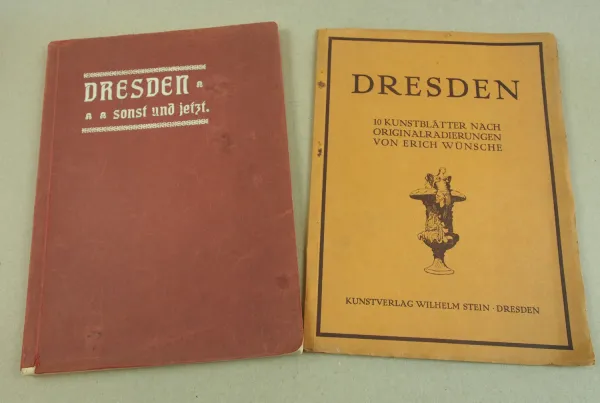 DRESDEN
sonst und jetzt.
DRESDEN
10 KUNSTBLÄTTER NACH
ORIGINALRADIERUNGEN
VON ERICH WÜNSCHE
KUNSTVERLAG WILHELM STEIN · DRESDEN